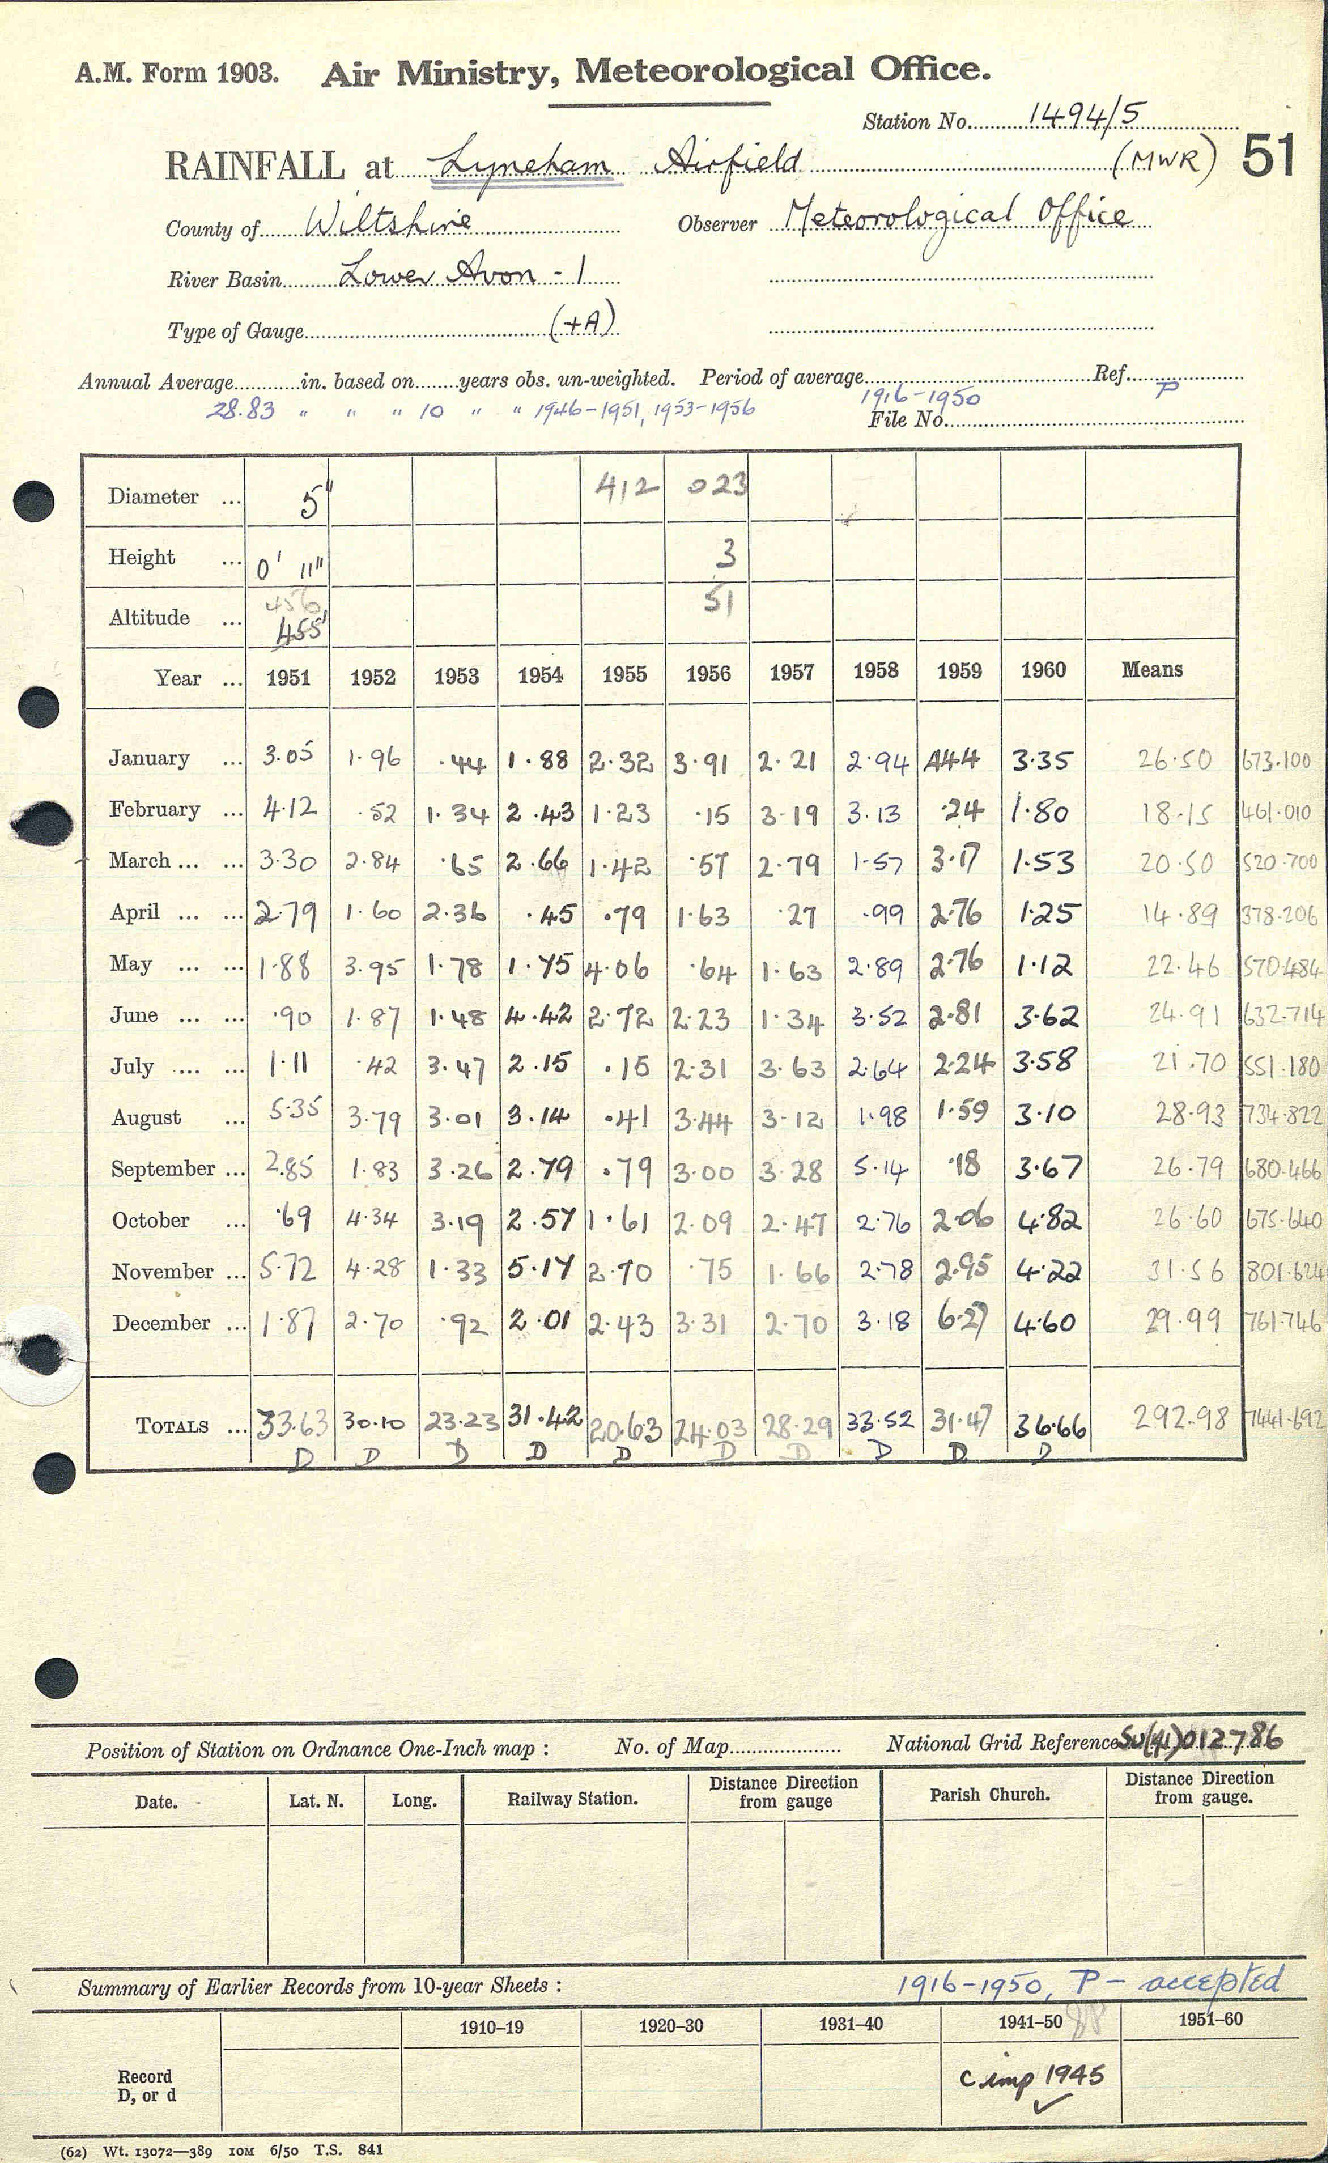 A.M. Form 1903. Air Ministry, Meteorological Office.
Station No. 1494/5
RAINFALL at Lyneham Airfield (MWR) 51
County of Wiltshire Observer Meteorological Office
River Basin Lower Avon - 1
Type of Gauge (+A)
Annual Average in. based on years obs. un-weighted. Period of average Ref.
28.83 " " " 10 " " 1946-1951, 1953-1956 1916-1950 P
File No.
Diameter ... 5" 412 023
Height ... 0' 11" 3
Altitude ... 456 51
455'
Year ... 1951 1952 1953 1954 1955 1956 1957 1958 1959 1960 Means
January ... 3.05 1.96 .44 1.88 2.32 3.91 2.21 2.94 4.44 3.35 26.50 673.100
February ... 4.12 .52 1.34 2.43 1.23 .15 3.19 3.13 .24 1.80 18.15 461.010
March ... ... 3.30 2.84 .65 2.66 1.42 .57 2.79 1.57 3.17 1.53 20.50 520.700
April ... ... 2.79 1.60 2.36 .45 .79 1.63 .27 .99 2.76 1.25 14.89 378.206
May ... ... 1.88 3.95 1.78 1.75 4.06 .64 1.63 2.89 2.76 1.12 22.46 570.484
June ... ... .90 1.87 1.48 4.42 2.72 2.23 1.34 3.52 2.81 3.62 24.91 632.714
July .... ... 1.11 .42 3.47 2.15 .15 2.31 3.63 2.64 2.24 3.58 21.70 551.180
August ... 5.35 3.79 3.01 3.14 .41 3.44 3.12 1.98 1.59 3.10 28.93 734.822
September ... 2.85 1.83 3.26 2.79 .79 3.00 3.28 5.14 .18 3.67 26.79 680.466
October ... .69 4.34 3.19 2.57 1.61 2.09 2.47 2.76 2.06 4.82 26.60 675.640
November ... 5.72 4.28 1.33 5.17 2.70 .75 1.66 2.78 2.95 4.22 31.56 801.624
December ... 1.87 2.70 .92 2.01 2.43 3.31 2.70 3.18 6.27 4.60 29.99 761.746
TOTALS ... 33.63 30.10 23.23 31.42 20.63 24.03 28.29 33.52 31.47 36.66 292.98 7441.692
D D D D D D D D D D
Position of Station on Ordnance One-Inch map : No. of Map National Grid Reference SU(41)012786
Date. Lat. N. Long. Railway Station. Distance Direction from gauge Parish Church. Distance Direction from gauge.
Summary of Earlier Records from 10-year Sheets : 1916-1950, P - accepted
1910-19 1920-30 1931-40 1941-50 1951-60
Record
D, or d
C imp 1945
(62) Wt. 13072—389 10M 6/50 T.S. 841